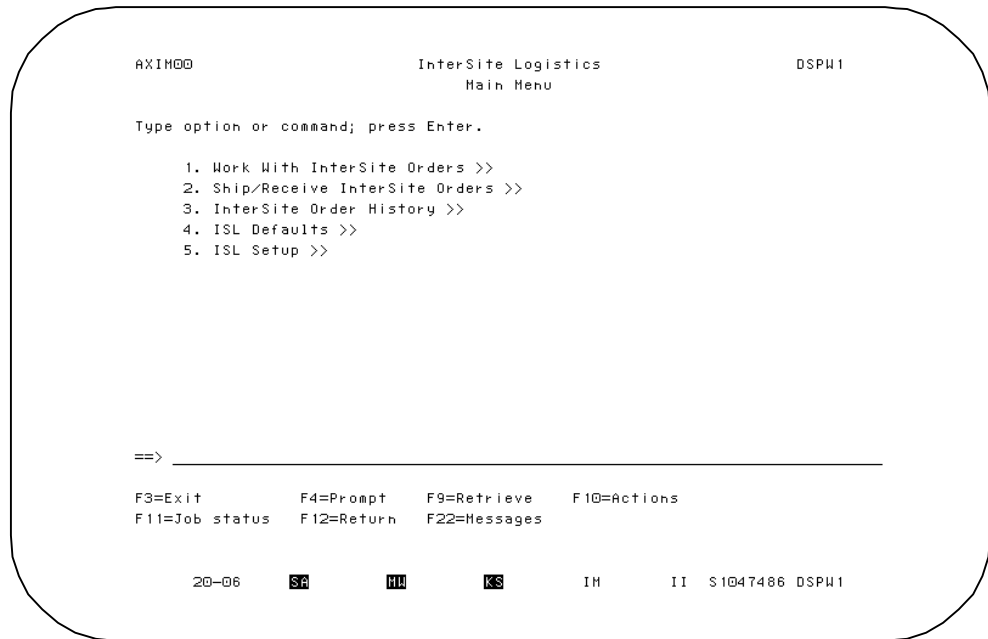 AXIM00 InterSite Logistics DSPW1
Main Menu
Type option or command; press Enter.
1. Work With InterSite Orders >>
2. Ship/Receive InterSite Orders >>
3. InterSite Order History >>
4. ISL Defaults >>
5. ISL Setup >>
==>
F3=Exit F4=Prompt F9=Retrieve F10=Actions
F11=Job status F12=Return F22=Messages
20-06 SA MW KS IM II S1047486 DSPW1